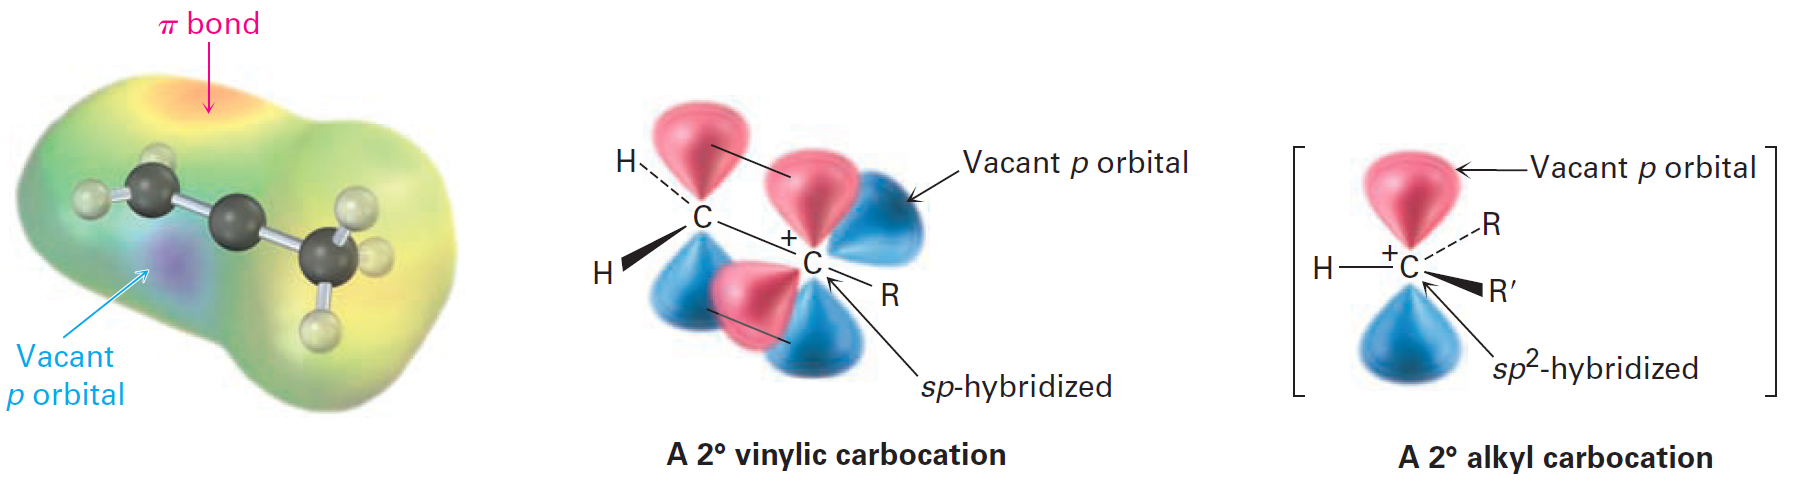 π bond
Vacant
p orbital
H
C
H
+
C
R
Vacant p orbital
sp-hybridized
A 2° vinylic carbocation
Vacant p orbital
R
H
+
C
R′
sp²-hybridized
A 2° alkyl carbocation